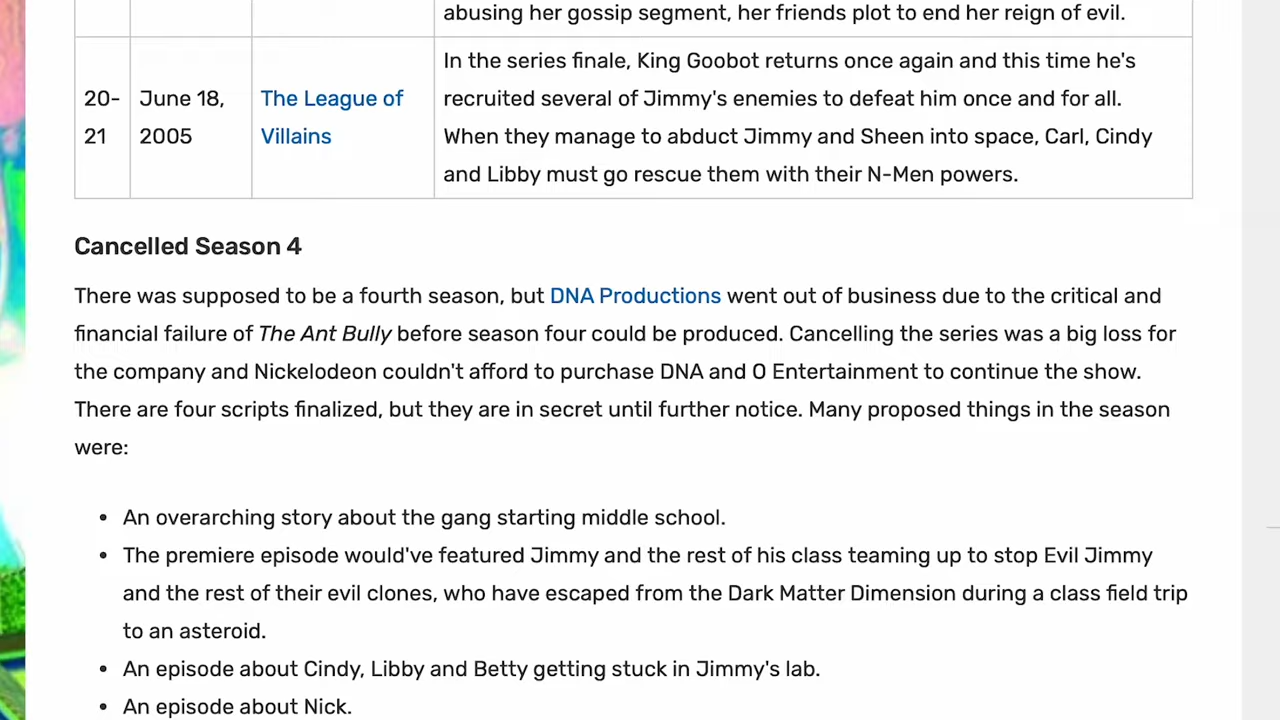 abusing her gossip segment, her friends plot to end her reign of evil.
20-
21
June 18,
2005
The League of
Villains
In the series finale, King Goobot returns once again and this time he's
recruited several of Jimmy's enemies to defeat him once and for all.
When they manage to abduct Jimmy and Sheen into space, Carl, Cindy
and Libby must go rescue them with their N-Men powers.
Cancelled Season 4
There was supposed to be a fourth season, but DNA Productions went out of business due to the critical and
financial failure of The Ant Bully before season four could be produced. Cancelling the series was a big loss for
the company and Nickelodeon couldn't afford to purchase DNA and O Entertainment to continue the show.
There are four scripts finalized, but they are in secret until further notice. Many proposed things in the season
were:
• An overarching story about the gang starting middle school.
• The premiere episode would've featured Jimmy and the rest of his class teaming up to stop Evil Jimmy
and the rest of their evil clones, who have escaped from the Dark Matter Dimension during a class field trip
to an asteroid.
• An episode about Cindy, Libby and Betty getting stuck in Jimmy's lab.
• An episode about Nick.